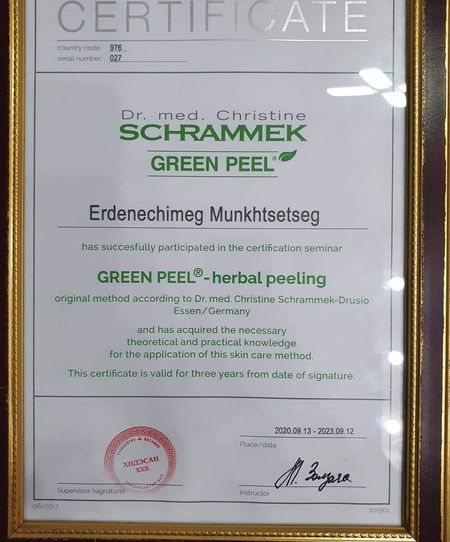 CERTIFICATE
country code: 976
serial number: 027
Dr. med. Christine
SCHRAMMEK
GREEN PEEL®
Erdenechimeg Munkhtsetseg
has succesfully participated in the certification seminar
GREEN PEEL®-herbal peeling
original method according to Dr. med. Christine Schrammek-Drusio
Essen/Germany
and has acquired the necessary
theoretical and practical knowledge
for the application of this skin care method.
This certificate is valid for three years from date of signature.
2020.09.13 - 2023.09.12
Place/date
ХИДЭСАН
ХХК
Supervisor (signature)
Instructor
06/2017
101501